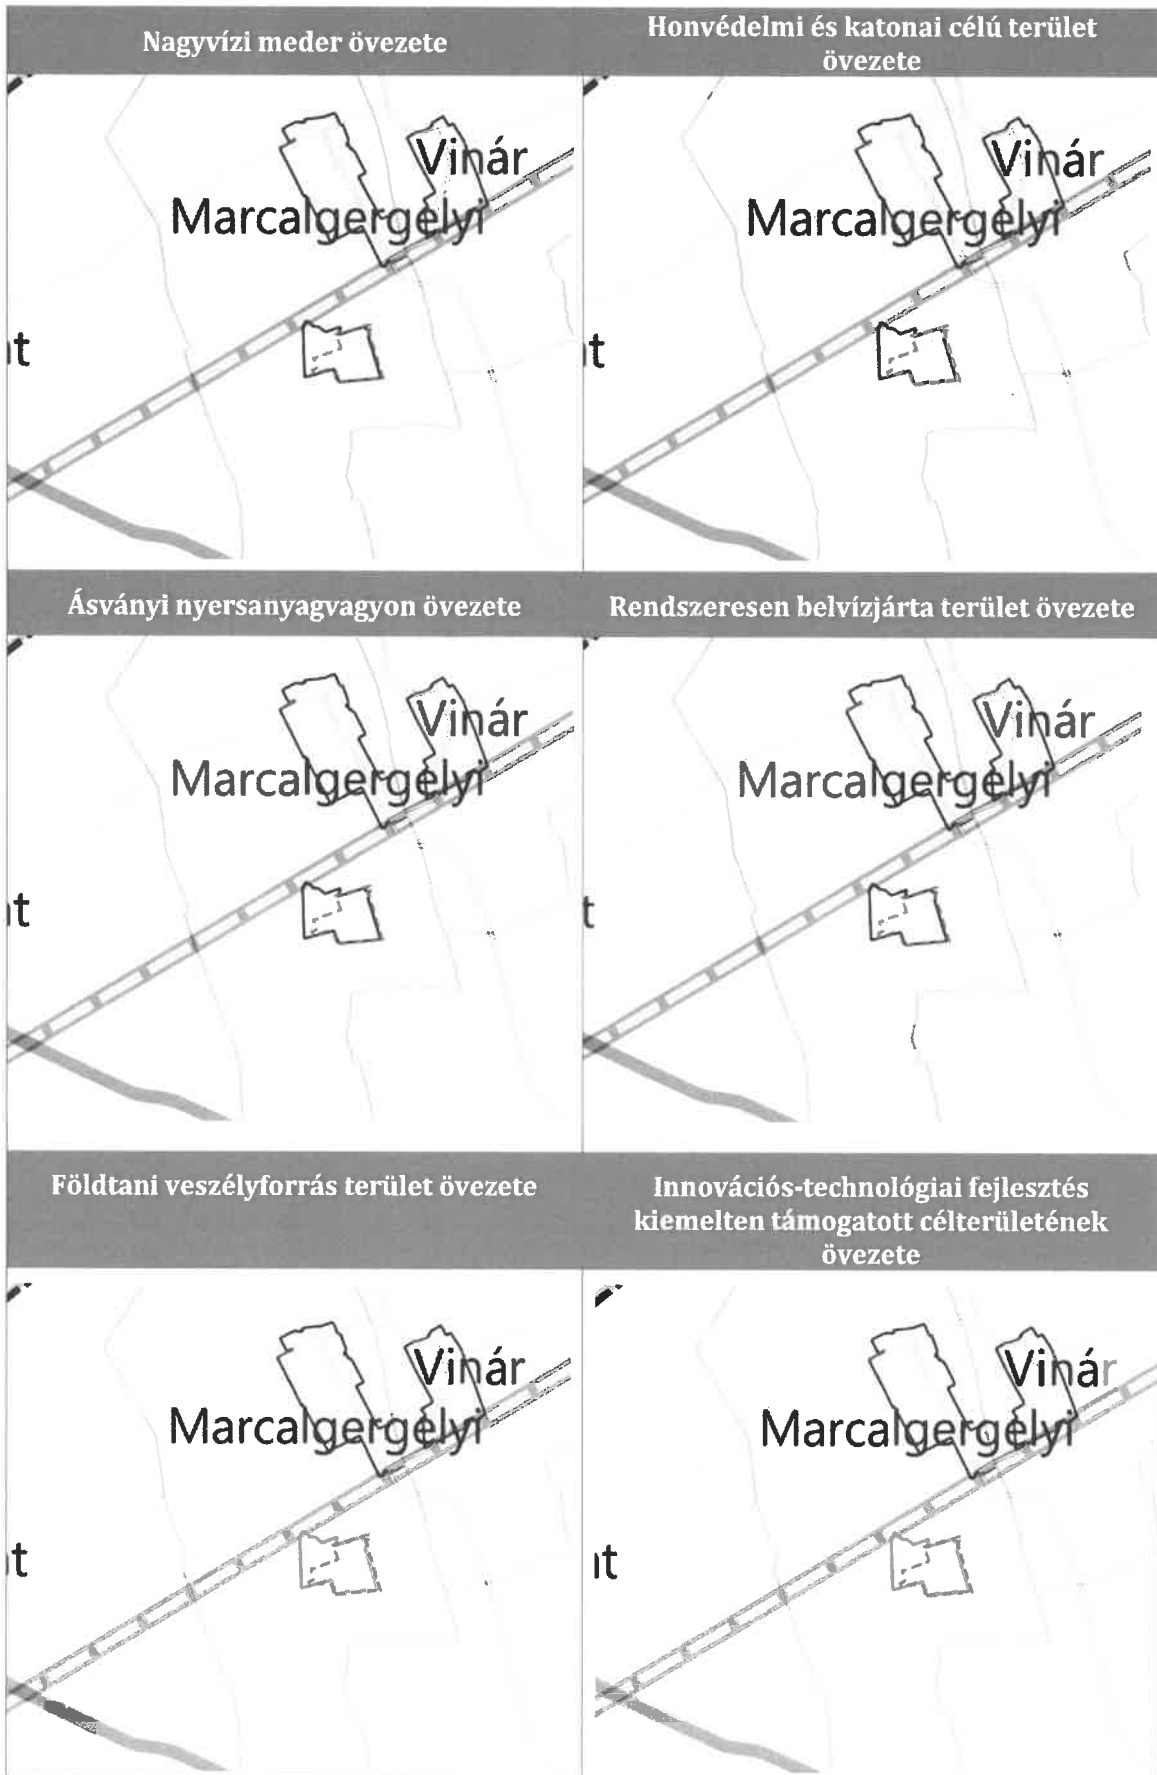 Nagyvízi meder övezete
Honvédelmi és katonai célú terület
övezete
Vinár
Marcalgergelyi
t
Vinár
Marcalgergelyi
t
Ásványi nyersanyagvagyon övezete
Rendszeresen belvízjárta terület övezete
Vinár
Marcalgergelyi
t
Vinár
Marcalgergelyi
t
Földtani veszélyforrás terület övezete
Innovációs-technológiai fejlesztés
kiemelten támogatott célterületének
övezete
Vinár
Marcalgergelyi
t
Vinár
Marcalgergelyi
t